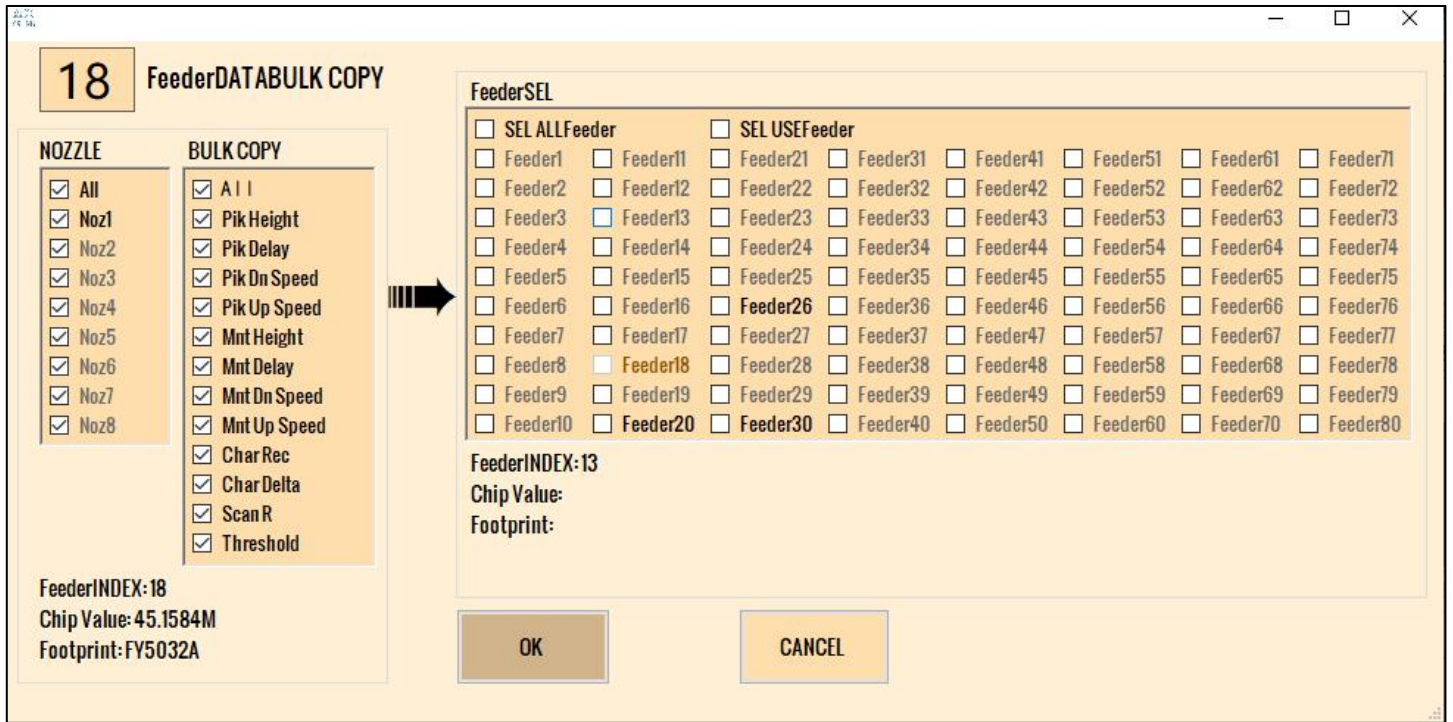 18 FeederDATABULK COPY
NOZZLE
All
Noz1
Noz2
Noz3
Noz4
Noz5
Noz6
Noz7
Noz8
BULK COPY
All
Pik Height
Pik Delay
Pik Dn Speed
Pik Up Speed
Mnt Height
Mnt Delay
Mnt Dn Speed
Mnt Up Speed
Char Rec
Char Delta
Scan R
Threshold
FeederINDEX:18
Chip Value:45.1584M
Footprint:FY5032A
FeederSEL
SEL ALLFeeder SEL USEFeeder
Feeder1 Feeder11 Feeder21 Feeder31 Feeder41 Feeder51 Feeder61 Feeder71
Feeder2 Feeder12 Feeder22 Feeder32 Feeder42 Feeder52 Feeder62 Feeder72
Feeder3 Feeder13 Feeder23 Feeder33 Feeder43 Feeder53 Feeder63 Feeder73
Feeder4 Feeder14 Feeder24 Feeder34 Feeder44 Feeder54 Feeder64 Feeder74
Feeder5 Feeder15 Feeder25 Feeder35 Feeder45 Feeder55 Feeder65 Feeder75
Feeder6 Feeder16 Feeder26 Feeder36 Feeder46 Feeder56 Feeder66 Feeder76
Feeder7 Feeder17 Feeder27 Feeder37 Feeder47 Feeder57 Feeder67 Feeder77
Feeder8 Feeder18 Feeder28 Feeder38 Feeder48 Feeder58 Feeder68 Feeder78
Feeder9 Feeder19 Feeder29 Feeder39 Feeder49 Feeder59 Feeder69 Feeder79
Feeder10 Feeder20 Feeder30 Feeder40 Feeder50 Feeder60 Feeder70 Feeder80
FeederINDEX:13
Chip Value:
Footprint:
OK CANCEL